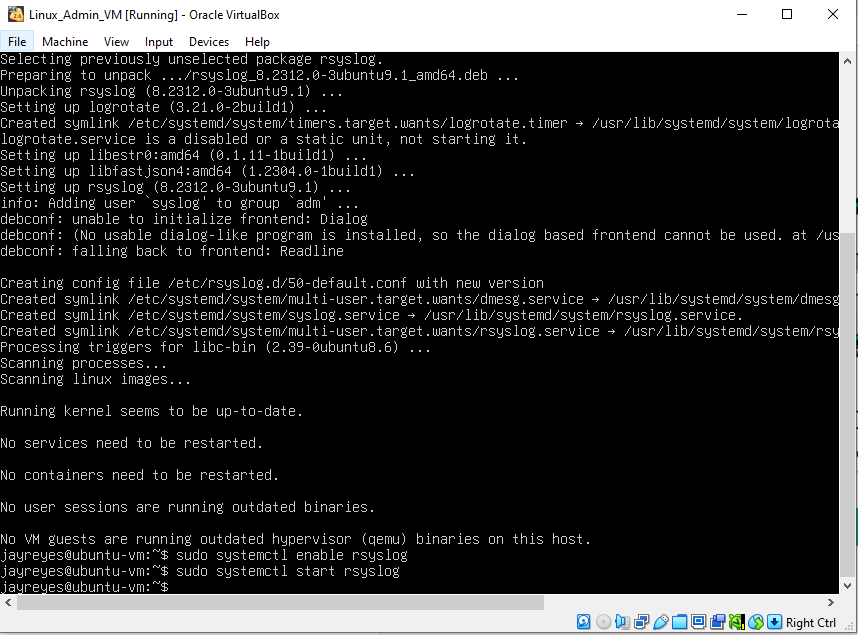 Linux_Admin_VM [Running] - Oracle VirtualBox
File Machine View Input Devices Help
Selecting previously unselected package rsyslog.
Preparing to unpack .../rsyslog_8.2312.0-3ubuntu9.1_amd64.deb ...
Unpacking rsyslog (8.2312.0-3ubuntu9.1) ...
Setting up logrotate (3.21.0-2build1) ...
Created symlink /etc/systemd/system/timers.target.wants/logrotate.timer → /usr/lib/systemd/system/logrota
logrotate.service is a disabled or a static unit, not starting it.
Setting up libestr0:amd64 (0.1.11-1build1) ...
Setting up libfastjson4:amd64 (1.2304.0-1build1) ...
Setting up rsyslog (8.2312.0-3ubuntu9.1) ...
info: Adding user `syslog' to group `adm' ...
debconf: unable to initialize frontend: Dialog
debconf: (No usable dialog-like program is installed, so the dialog based frontend cannot be used. at /us
debconf: falling back to frontend: Readline
Creating config file /etc/rsyslog.d/50-default.conf with new version
Created symlink /etc/systemd/system/multi-user.target.wants/dmesg.service → /usr/lib/systemd/system/dmesg
Created symlink /etc/systemd/system/syslog.service → /usr/lib/systemd/system/rsyslog.service.
Created symlink /etc/systemd/system/multi-user.target.wants/rsyslog.service → /usr/lib/systemd/system/rsy
Processing triggers for libc-bin (2.39-0ubuntu8.6) ...
Scanning processes...
Scanning linux images...
Running kernel seems to be up-to-date.
No services need to be restarted.
No containers need to be restarted.
No user sessions are running outdated binaries.
No VM guests are running outdated hypervisor (qemu) binaries on this host.
jayreyes@ubuntu-vm:~$ sudo systemctl enable rsyslog
jayreyes@ubuntu-vm:~$ sudo systemctl start rsyslog
jayreyes@ubuntu-vm:~$
Right Ctrl